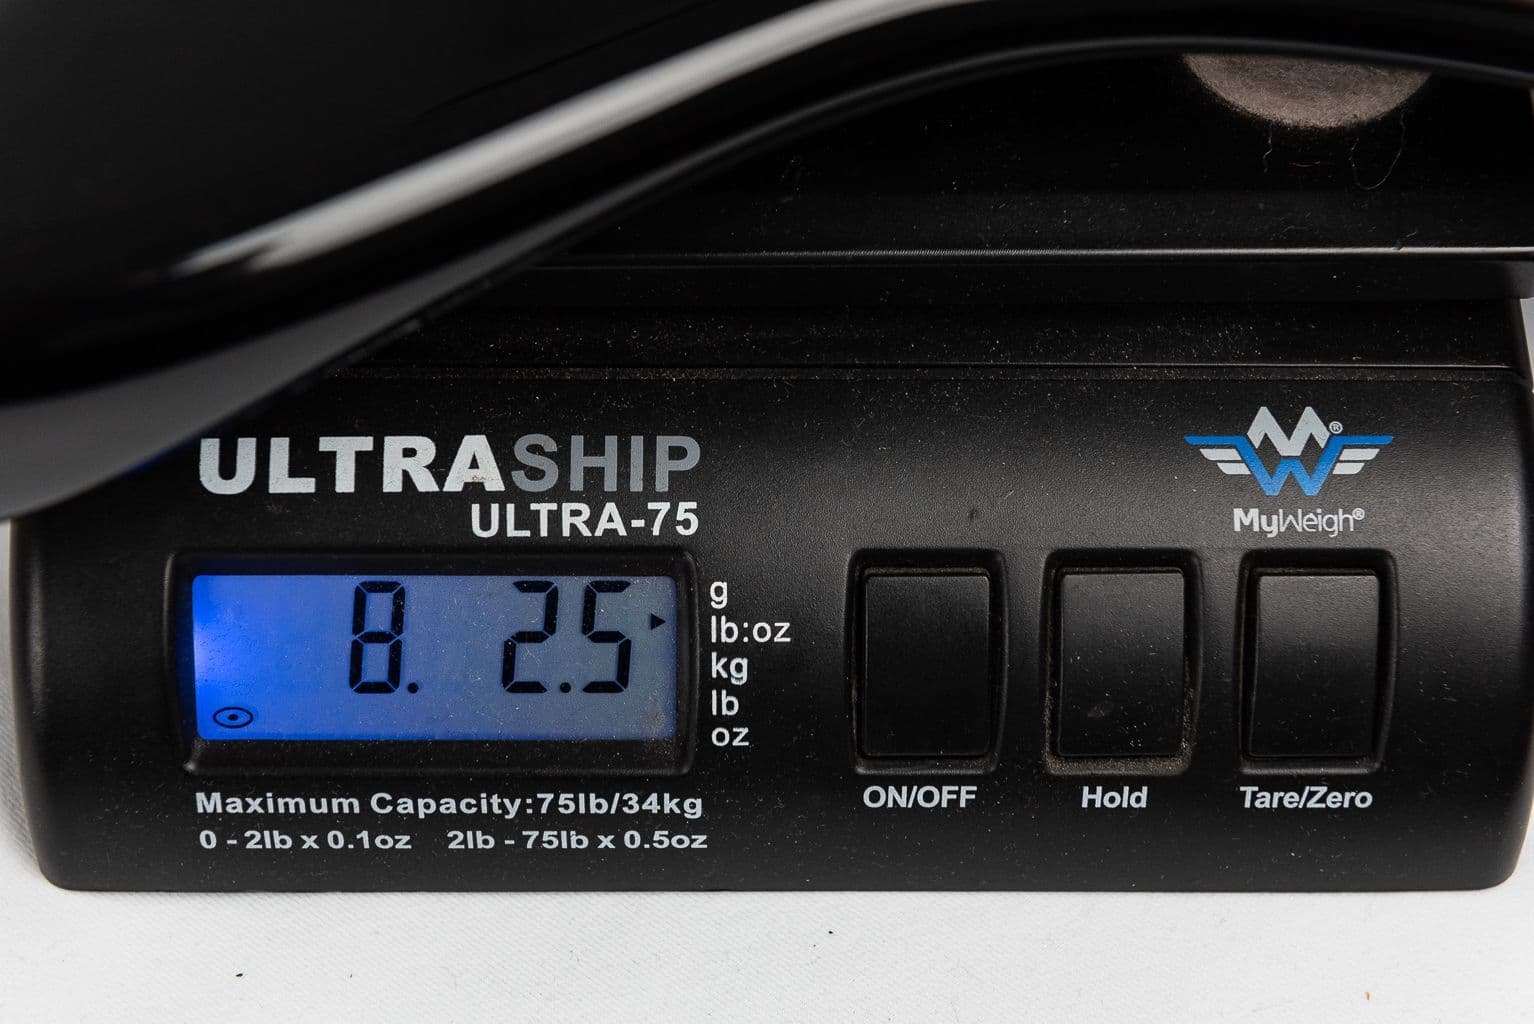 ULTRASHIP
ULTRA-75
MyWeigh®
8. 2.5
g
lb:oz
kg
lb
oz
ON/OFF
Hold
Tare/Zero
Maximum Capacity:75lb/34kg
0 - 2lb x 0.1oz 2lb - 75lb x 0.5oz